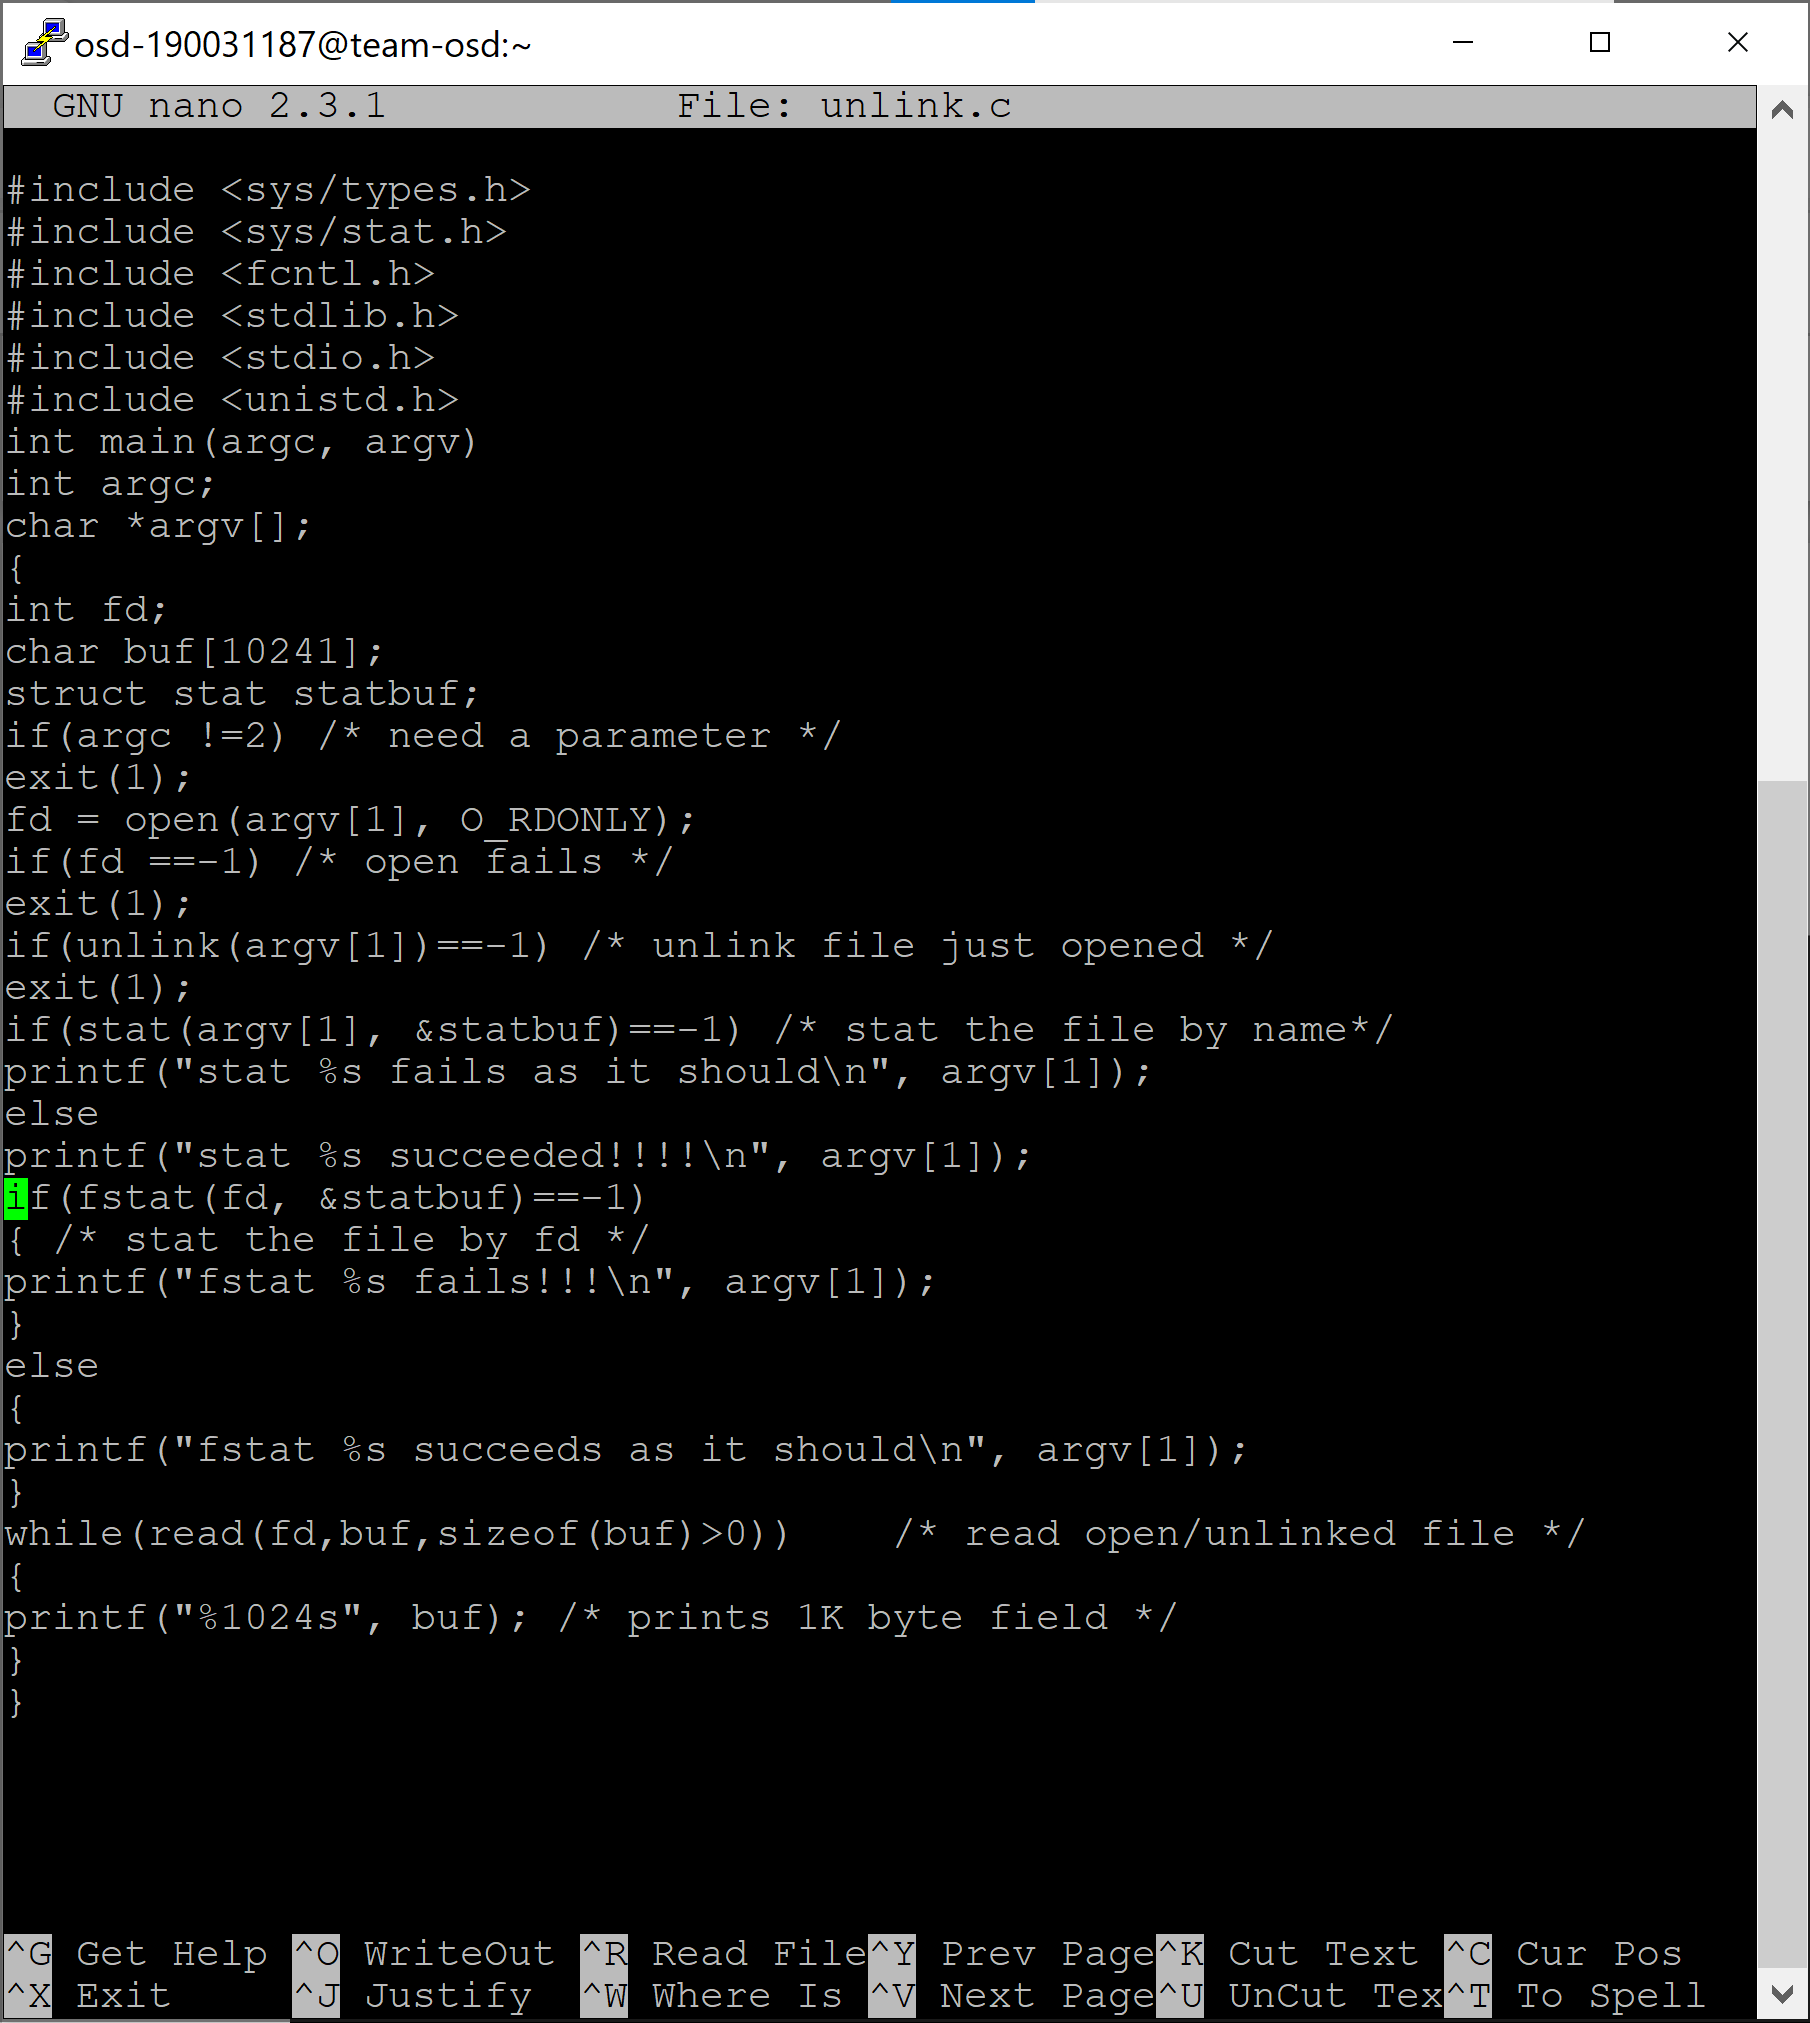 osd-190031187@team-osd:~
GNU nano 2.3.1 File: unlink.c
#include <sys/types.h>
#include <sys/stat.h>
#include <fcntl.h>
#include <stdlib.h>
#include <stdio.h>
#include <unistd.h>
int main(argc, argv)
int argc;
char *argv[];
{
int fd;
char buf[10241];
struct stat statbuf;
if(argc !=2) /* need a parameter */
exit(1);
fd = open(argv[1], O_RDONLY);
if(fd ==-1) /* open fails */
exit(1);
if(unlink(argv[1])==-1) /* unlink file just opened */
exit(1);
if(stat(argv[1], &statbuf)==-1) /* stat the file by name*/
printf("stat %s fails as it should\n", argv[1]);
else
printf("stat %s succeeded!!!!\n", argv[1]);
if(fstat(fd, &statbuf)==-1)
{ /* stat the file by fd */
printf("fstat %s fails!!!\n", argv[1]);
}
else
{
printf("fstat %s succeeds as it should\n", argv[1]);
}
while(read(fd,buf,sizeof(buf)>0)) /* read open/unlinked file */
{
printf("%1024s", buf); /* prints 1K byte field */
}
}
^G Get Help ^O WriteOut ^R Read File ^Y Prev Page ^K Cut Text ^C Cur Pos
^X Exit ^J Justify ^W Where Is ^V Next Page ^U UnCut Tex ^T To Spell